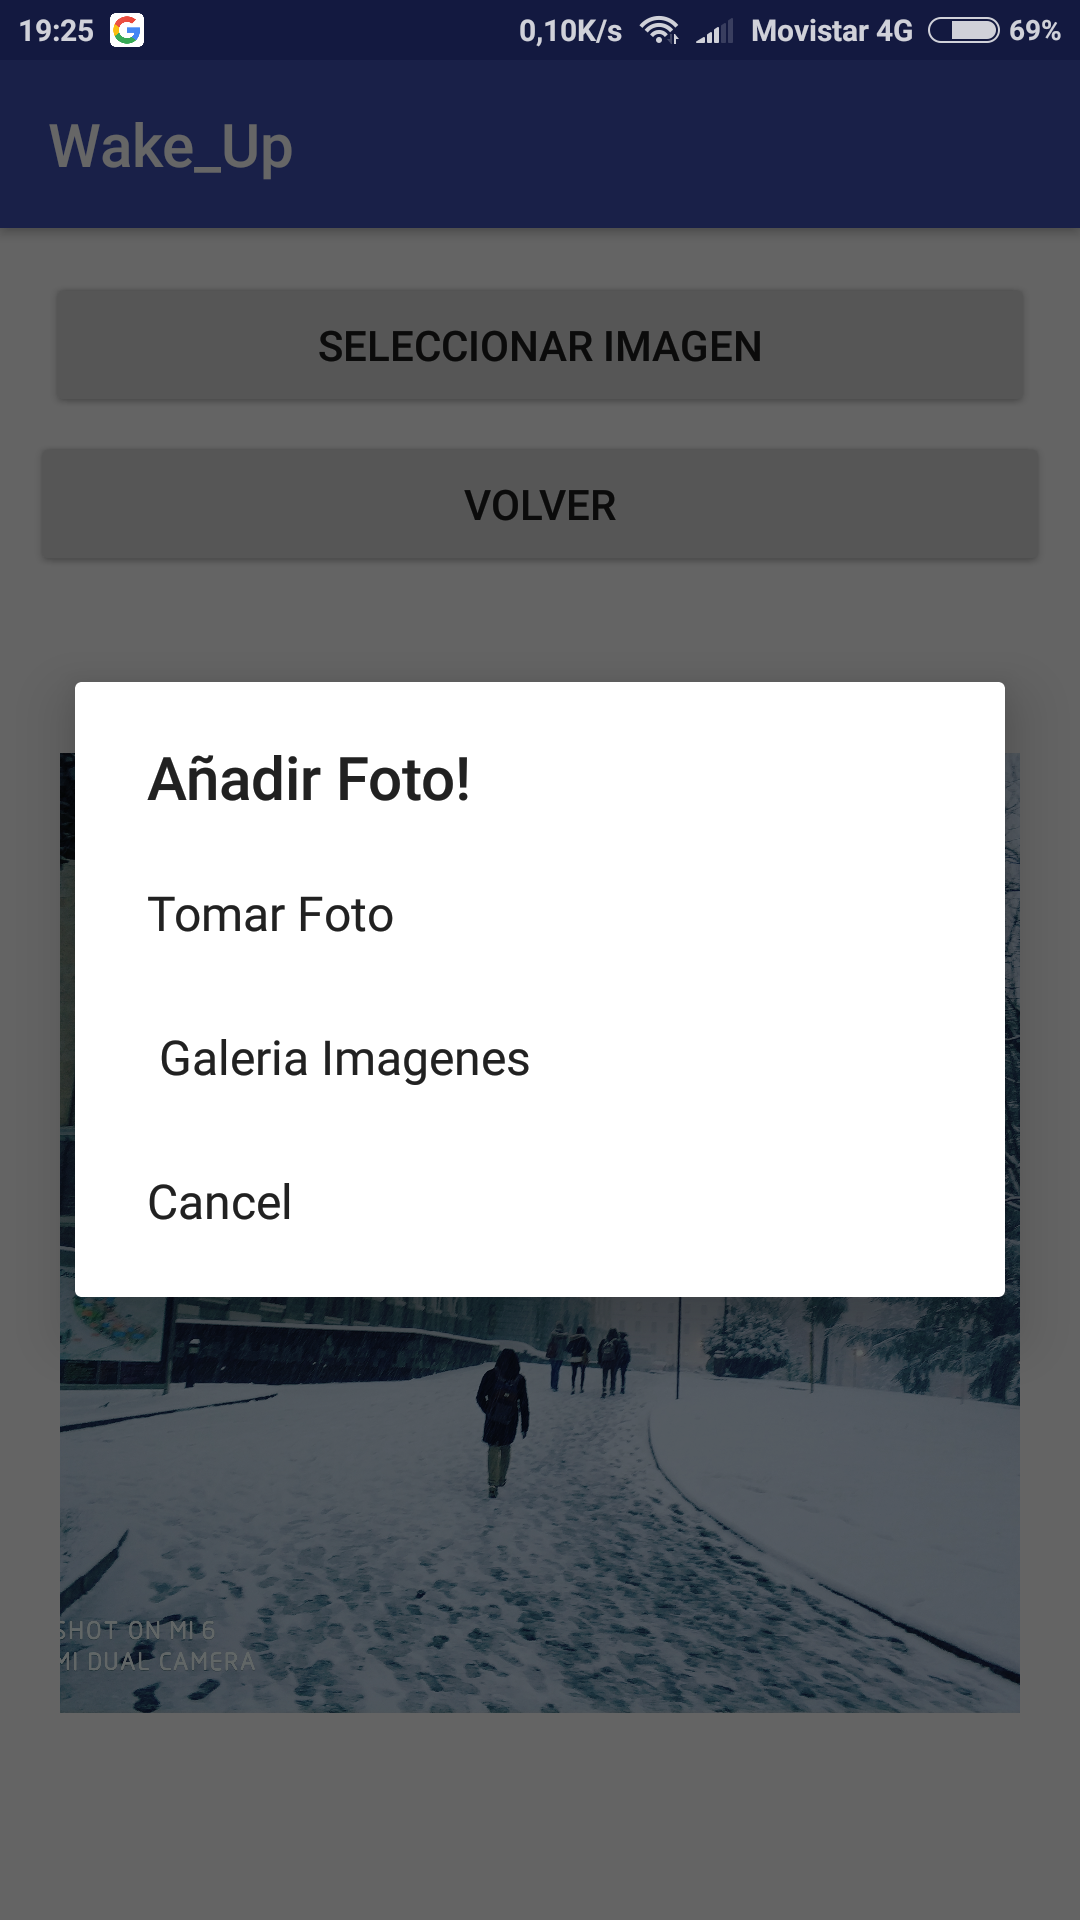 19:25 0,10K/s Movistar 4G 69%
Wake_Up
SELECCIONAR IMAGEN
VOLVER
Añadir Foto!
Tomar Foto
Galeria Imagenes
Cancel
SHOT ON MI 6
MI DUAL CAMERA